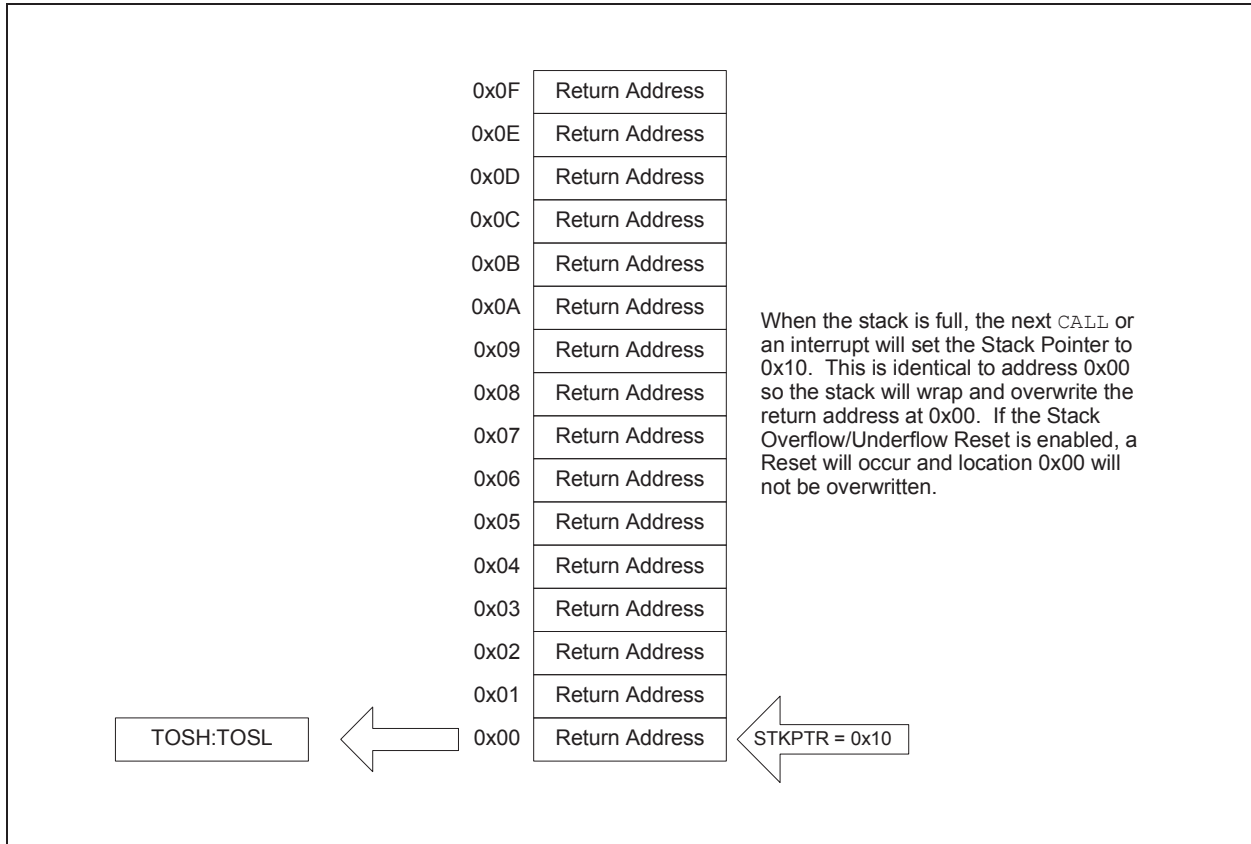 0x0F Return Address
0x0E Return Address
0x0D Return Address
0x0C Return Address
0x0B Return Address
0x0A Return Address
0x09 Return Address
0x08 Return Address
0x07 Return Address
0x06 Return Address
0x05 Return Address
0x04 Return Address
0x03 Return Address
0x02 Return Address
0x01 Return Address
TOSH:TOSL 0x00 Return Address STKPTR = 0x10
When the stack is full, the next CALL or
an interrupt will set the Stack Pointer to
0x10. This is identical to address 0x00
so the stack will wrap and overwrite the
return address at 0x00. If the Stack
Overflow/Underflow Reset is enabled, a
Reset will occur and location 0x00 will
not be overwritten.